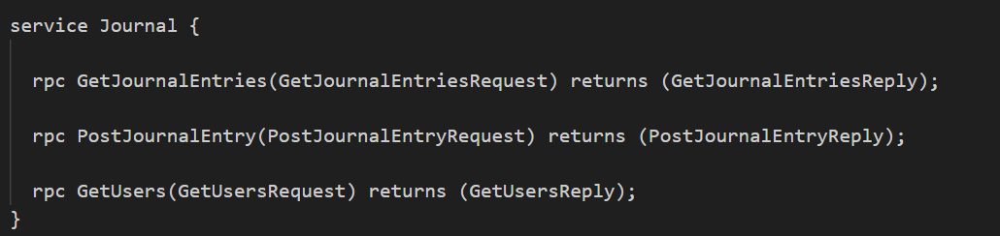 service Journal {
rpc GetJournalEntries(GetJournalEntriesRequest) returns (GetJournalEntriesReply);
rpc PostJournalEntry(PostJournalEntryRequest) returns (PostJournalEntryReply);
rpc GetUsers(GetUsersRequest) returns (GetUsersReply);
}